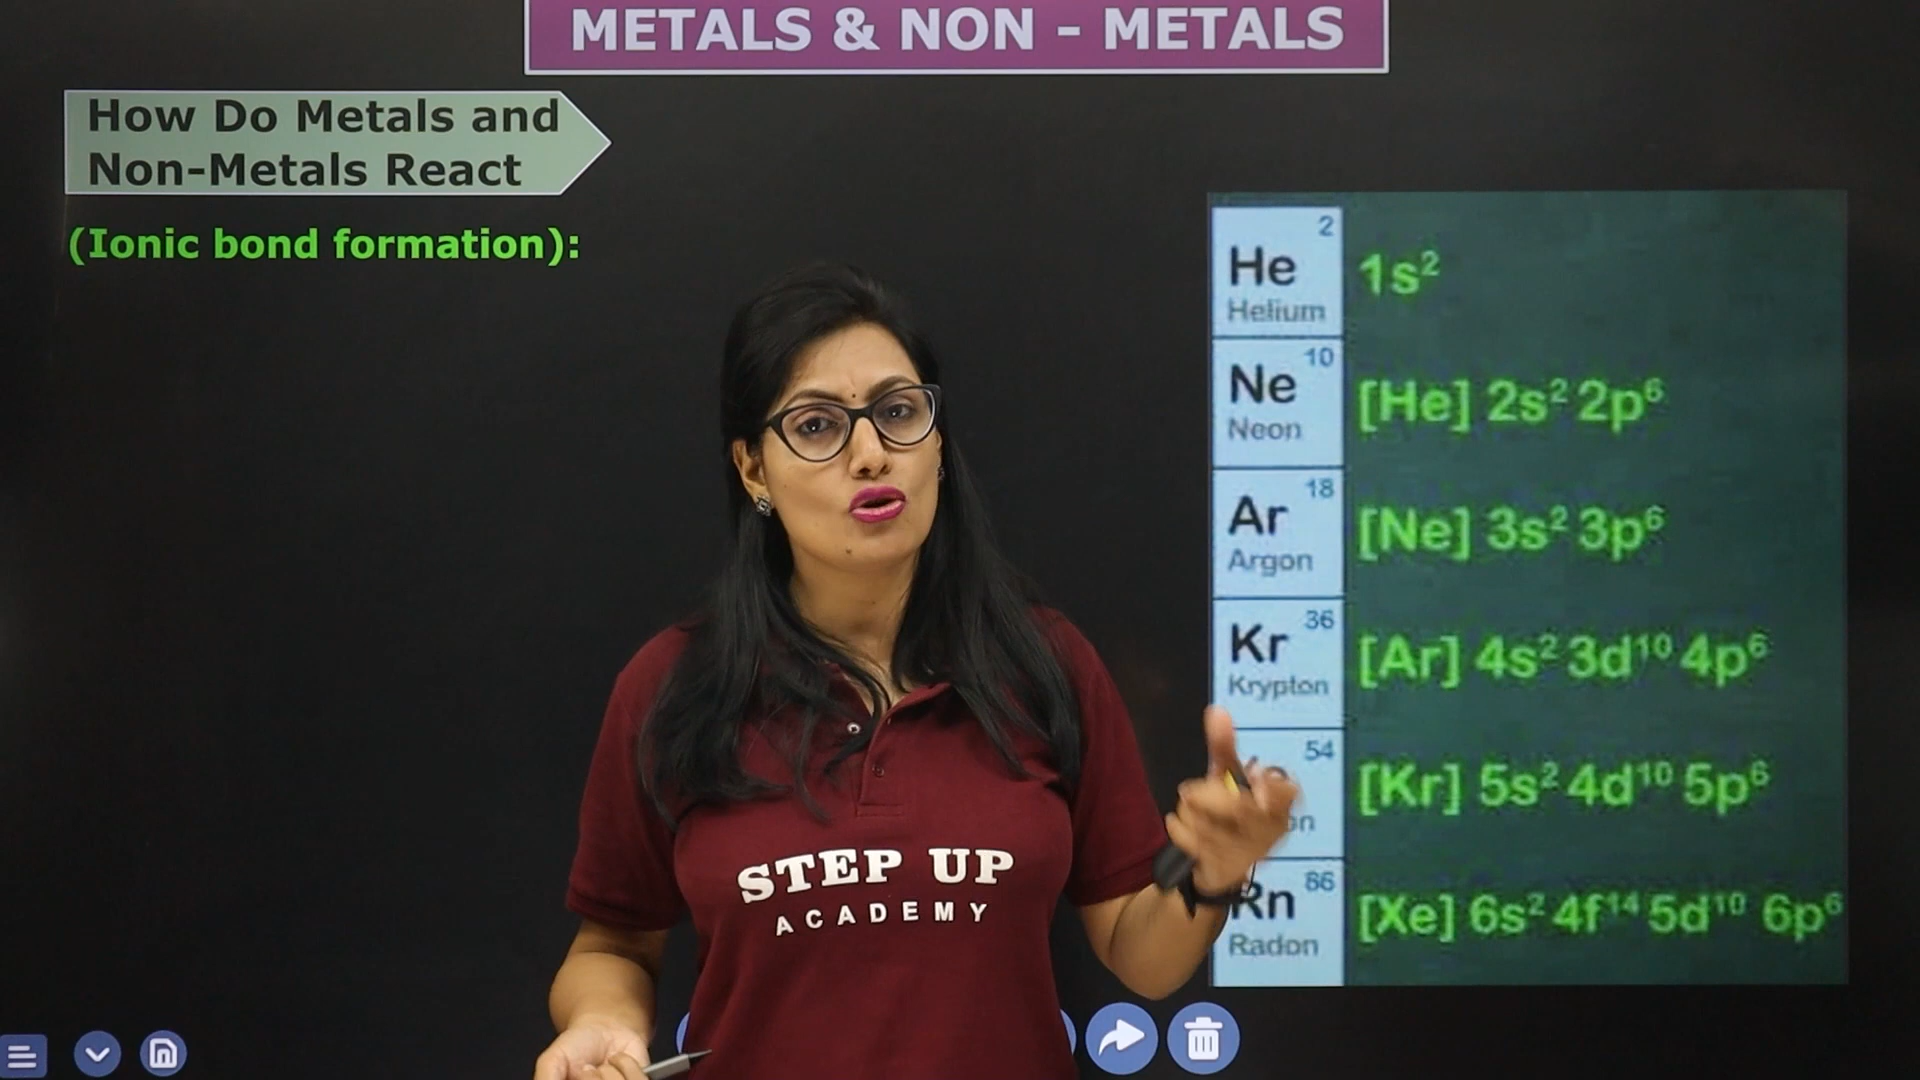 METALS & NON - METALS
How Do Metals and
Non-Metals React
(Ionic bond formation):
2
He
Helium
1s²
10
Ne
Neon
[He] 2s² 2p⁶
18
Ar
Argon
[Ne] 3s² 3p⁶
36
Kr
Krypton
[Ar] 4s² 3d¹⁰ 4p⁶
54
[Kr] 5s² 4d¹⁰ 5p⁶
86
Rn
Radon
[Xe] 6s² 4f¹⁴ 5d¹⁰ 6p⁶
STEP UP
ACADEMY